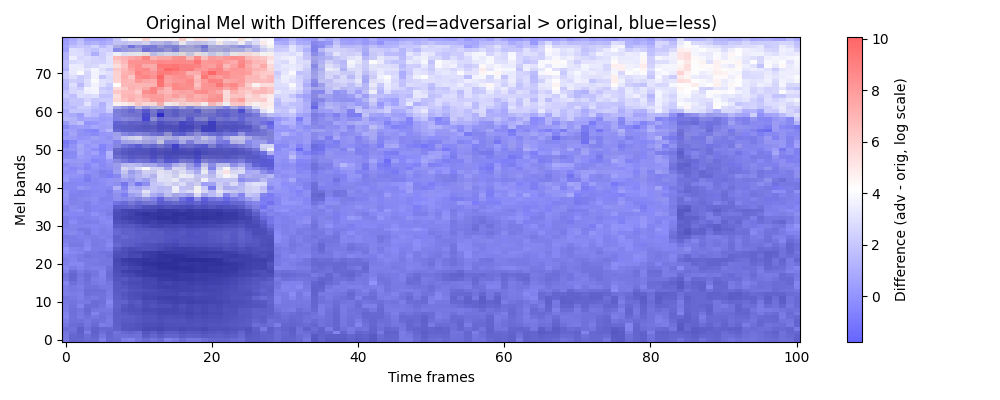 Original Mel with Differences (red=adversarial > original, blue=less)
Mel bands
70
60
50
40
30
20
10
0
0 20 40 60 80 100
Time frames
10
8
6
4
2
0
Difference (adv - orig, log scale)